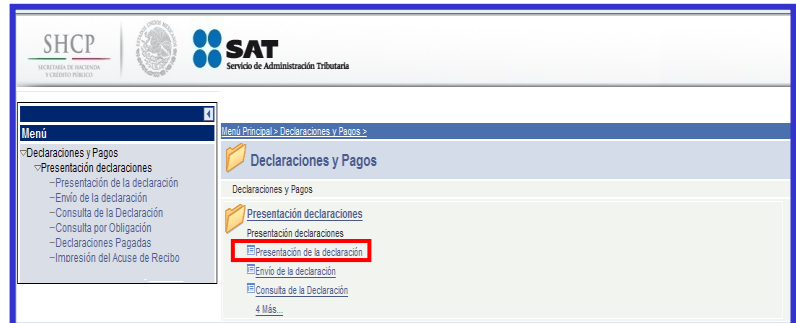 SHCP
SECRETARÍA DE HACIENDA
Y CRÉDITO PÚBLICO
SAT
Servicio de Administración Tributaria
Menú
Declaraciones y Pagos
Presentación declaraciones
Presentación de la declaración
Envío de la declaración
Consulta de la Declaración
Consulta por Obligación
Declaraciones Pagadas
Impresión del Acuse de Recibo
Menú Principal > Declaraciones y Pagos >
Declaraciones y Pagos
Declaraciones y Pagos
Presentación declaraciones
Presentación declaraciones
Presentación de la declaración
Envío de la declaración
Consulta de la Declaración
4 Más...